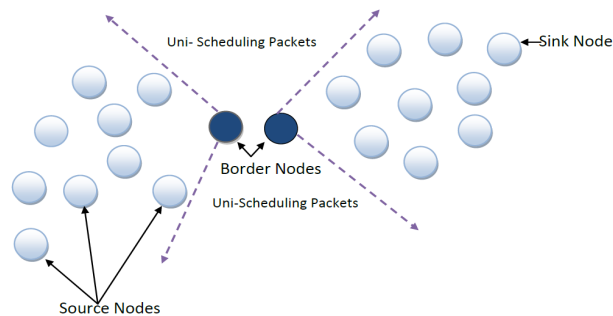 Uni- Scheduling Packets
Sink Node
Border Nodes
Uni-Scheduling Packets
Source Nodes